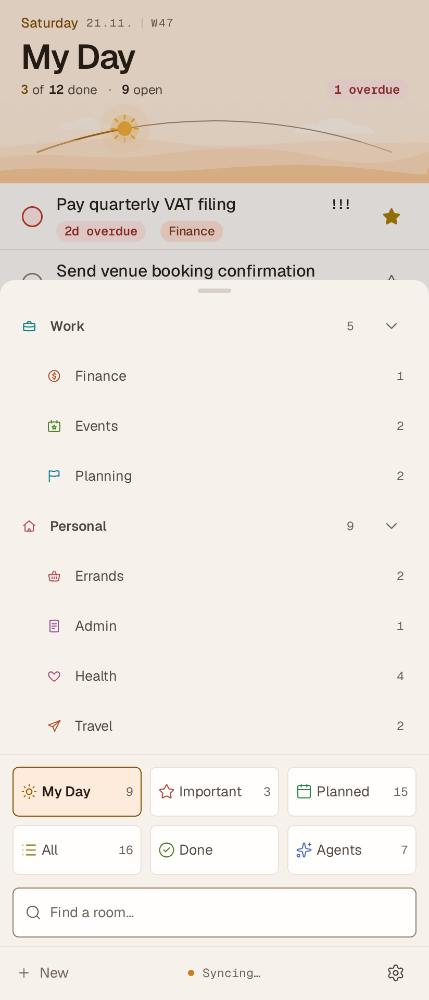 Saturday 21.11. | W47
My Day
3 of 12 done · 9 open
1 overdue
Pay quarterly VAT filing !!!
2d overdue Finance
Send venue booking confirmation
Work 5
Finance 1
Events 2
Planning 2
Personal 9
Errands 2
Admin 1
Health 4
Travel 2
My Day 9 Important 3 Planned 15
All 16 Done Agents 7
Find a room…
+ New Syncing…